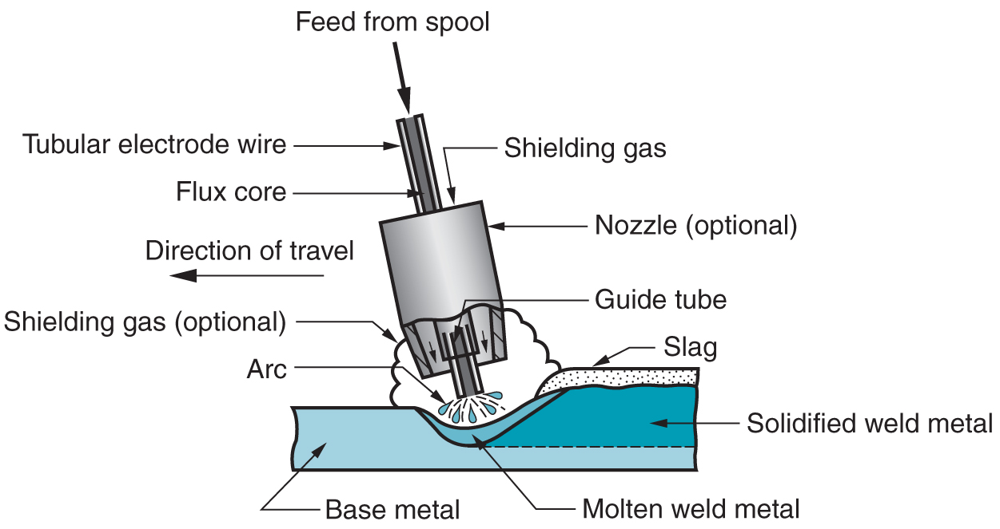 Feed from spool
Tubular electrode wire
Shielding gas
Flux core
Nozzle (optional)
Direction of travel
Guide tube
Shielding gas (optional)
Slag
Arc
Solidified weld metal
Base metal
Molten weld metal